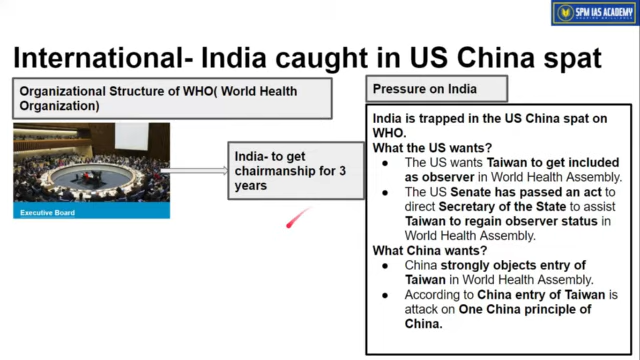 SPM IAS ACADEMY
International- India caught in US China spat
Organizational Structure of WHO( World Health
Organization)
Executive Board
India- to get
chairmanship for 3
years
Pressure on India
India is trapped in the US China spat on
WHO.
What the US wants?
● The US wants Taiwan to get included
as observer in World Health Assembly.
● The US Senate has passed an act to
direct Secretary of the State to assist
Taiwan to regain observer status in
World Health Assembly.
What China wants?
● China strongly objects entry of
Taiwan in World Health Assembly.
● According to China entry of Taiwan is
attack on One China principle of
China.